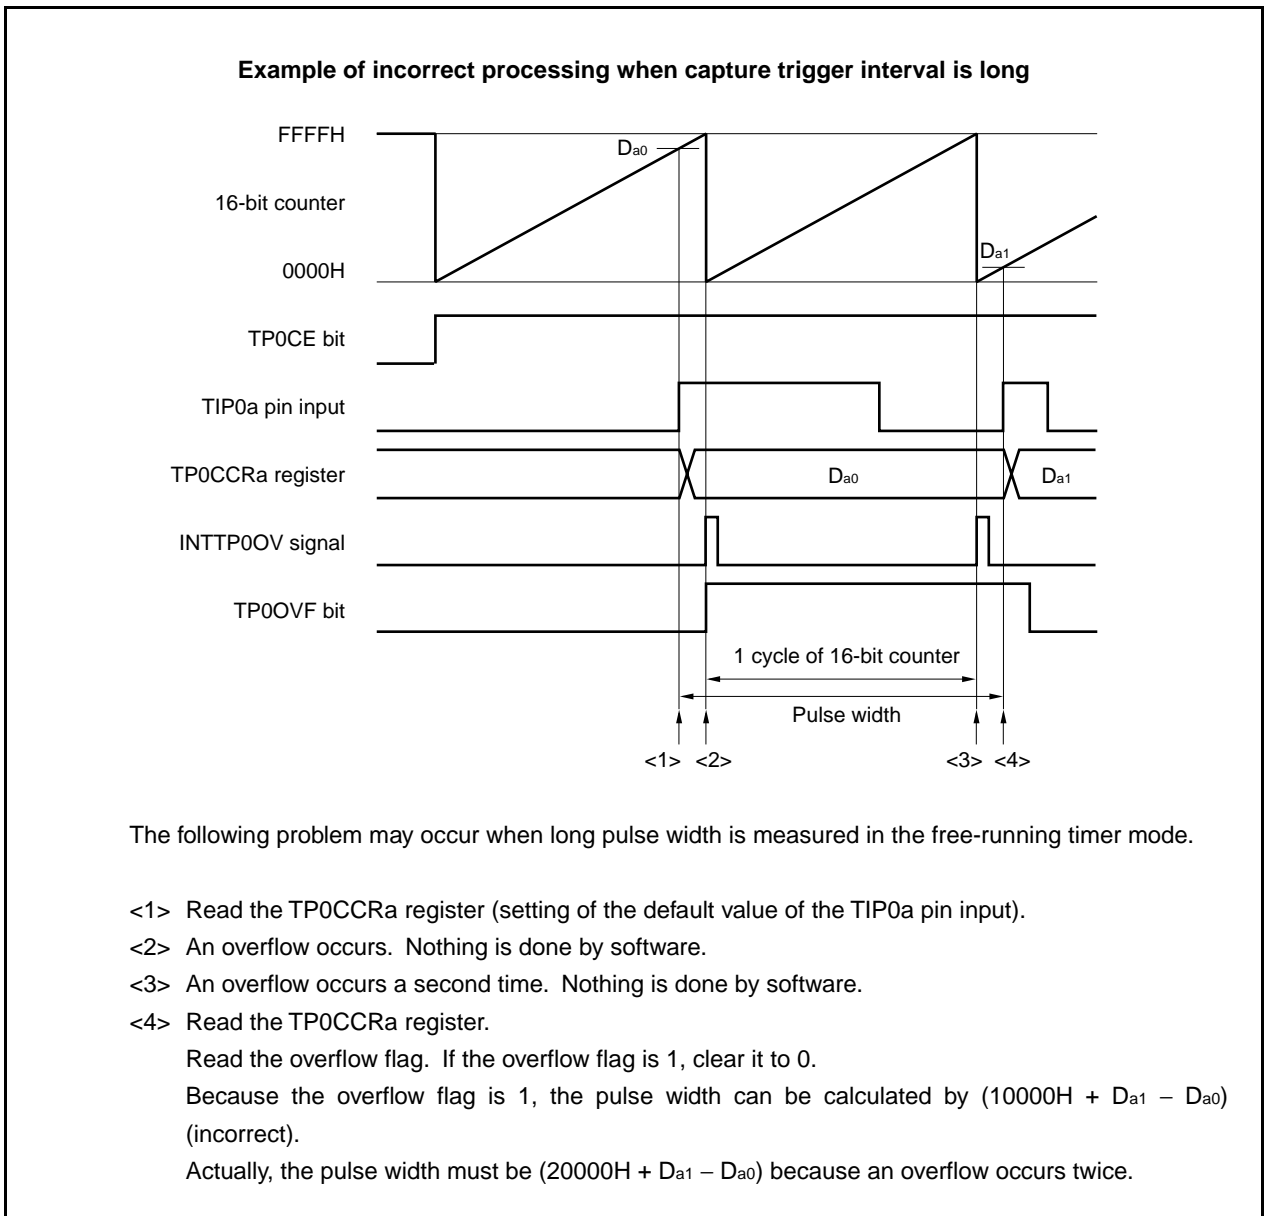 Example of incorrect processing when capture trigger interval is long
FFFFH
Da0
16-bit counter
Da1
0000H
TP0CE bit
TIP0a pin input
TP0CCRa register
Da0
Da1
INTTP0OV signal
TP0OVF bit
1 cycle of 16-bit counter
Pulse width
<1> <2> <3> <4>
The following problem may occur when long pulse width is measured in the free-running timer mode.
<1> Read the TP0CCRa register (setting of the default value of the TIP0a pin input).
<2> An overflow occurs. Nothing is done by software.
<3> An overflow occurs a second time. Nothing is done by software.
<4> Read the TP0CCRa register.
Read the overflow flag. If the overflow flag is 1, clear it to 0.
Because the overflow flag is 1, the pulse width can be calculated by (10000H + Da1 − Da0)
(incorrect).
Actually, the pulse width must be (20000H + Da1 − Da0) because an overflow occurs twice.